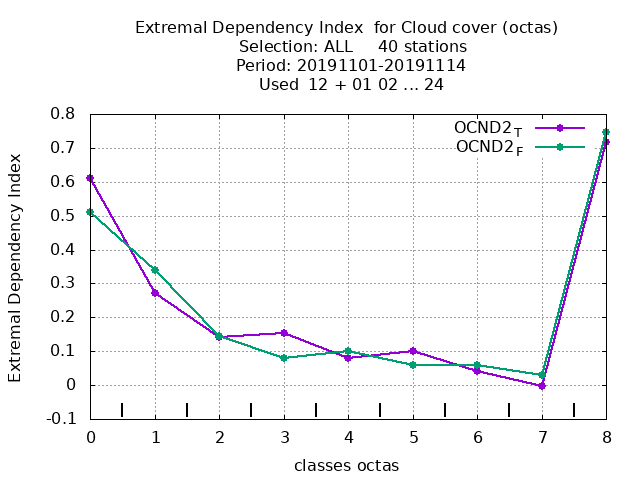 Extremal Dependency Index  for Cloud cover (octas)
Selection: ALL     40 stations
Period: 20191101-20191114
Used  12 + 01 02 ... 24
OCND2_T
OCND2_F
0.8
0.7
0.6
0.5
0.4
0.3
0.2
0.1
0
-0.1
Extremal Dependency Index
0 1 2 3 4 5 6 7 8
classes octas